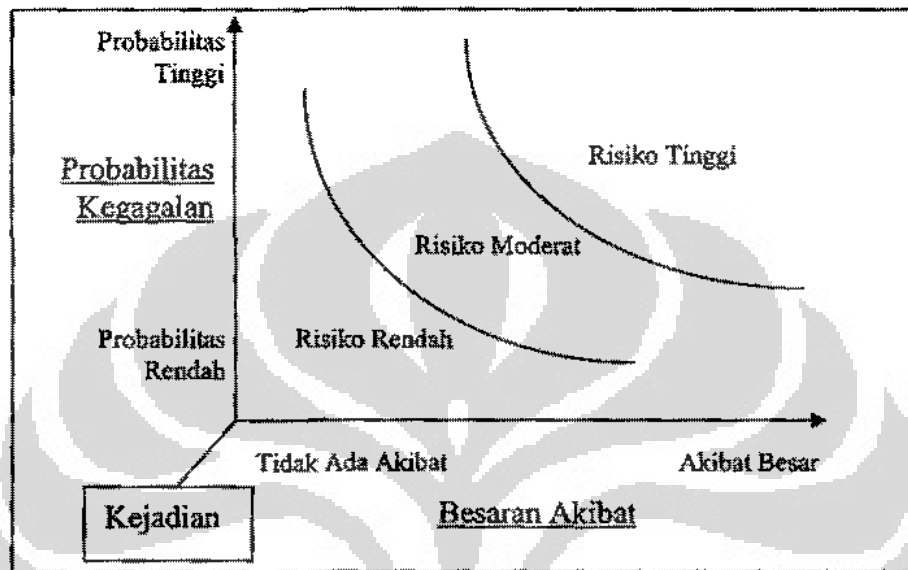 Probabilitas
Tinggi
Probabilitas
Kegagalan
Risiko Tinggi
Risiko Moderat
Probabilitas
Rendah
Risiko Rendah
Tidak Ada Akibat
Akibat Besar
Kejadian
Besaran Akibat